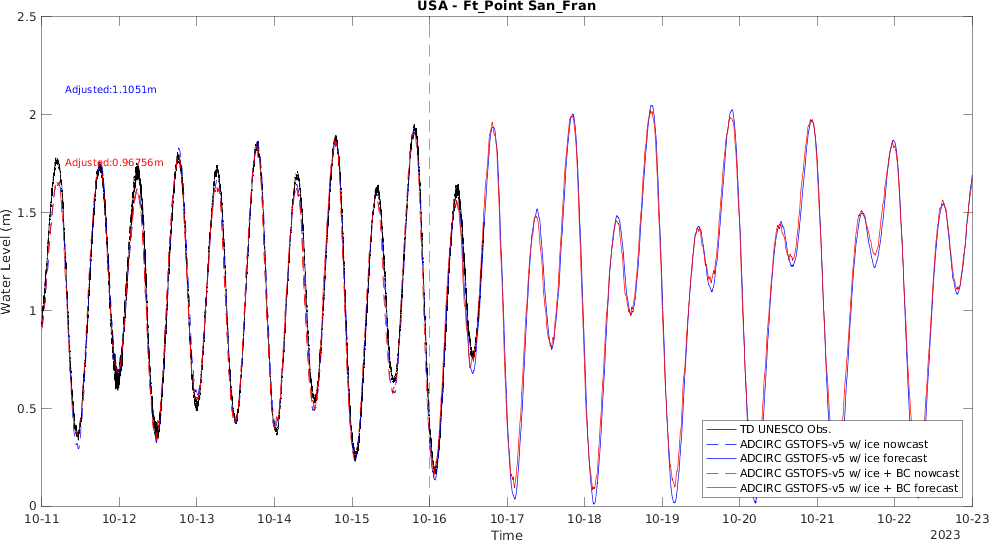 USA - Ft_Point San_Fran
2.5
2
1.5
1
0.5
0
Water Level (m)
Adjusted:1.1051m
Adjusted:0.96756m
TD UNESCO Obs.
ADCIRC GSTOFS-v5 w/ ice nowcast
ADCIRC GSTOFS-v5 w/ ice forecast
ADCIRC GSTOFS-v5 w/ ice + BC nowcast
ADCIRC GSTOFS-v5 w/ ice + BC forecast
10-11 10-12 10-13 10-14 10-15 10-16 10-17 10-18 10-19 10-20 10-21 10-22 10-23
Time
2023